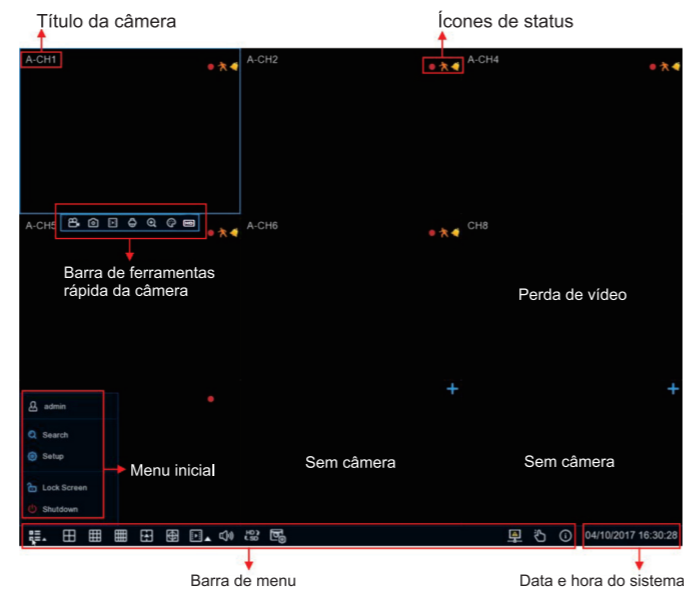 Título da câmera
Ícones de status
A-CH1
A-CH2
A-CH4
A-CH5
A-CH6
CH8
Barra de ferramentas
rápida da câmera
Perda de vídeo
admin
Search
Setup
Lock Screen
Shutdown
Menu inicial
Sem câmera
Sem câmera
HD
SD
04/10/2017 16:30:28
Barra de menu
Data e hora do sistema